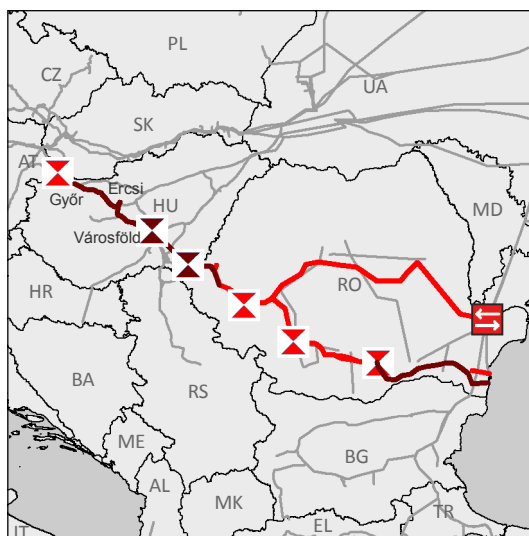 PL
CZ
UA
SK
AT
MD
Ercsi
Győr
HU
Városföld
RO
HR
BA
RS
ME
BG
AL
MK
TR
EL
IT